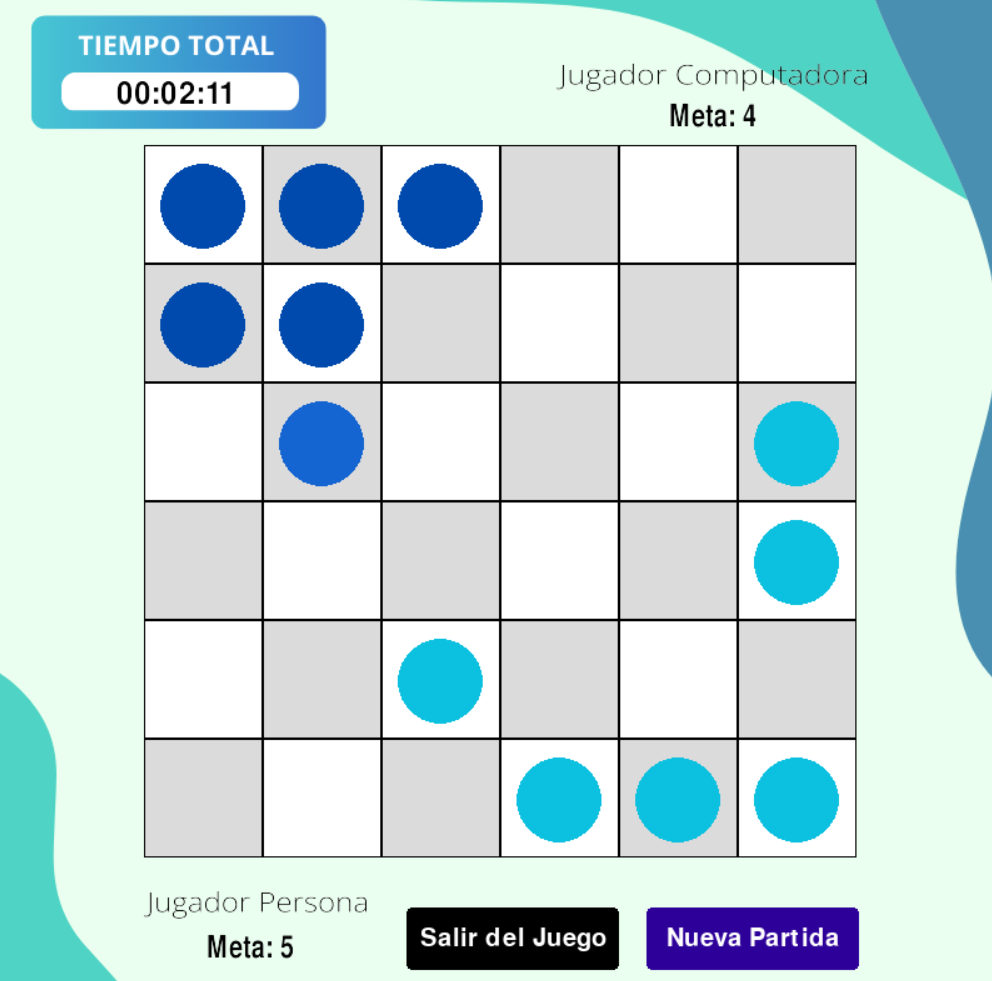 TIEMPO TOTAL
00:02:11
Jugador Computadora
Meta: 4
Jugador Persona
Meta: 5
Salir del Juego
Nueva Partida